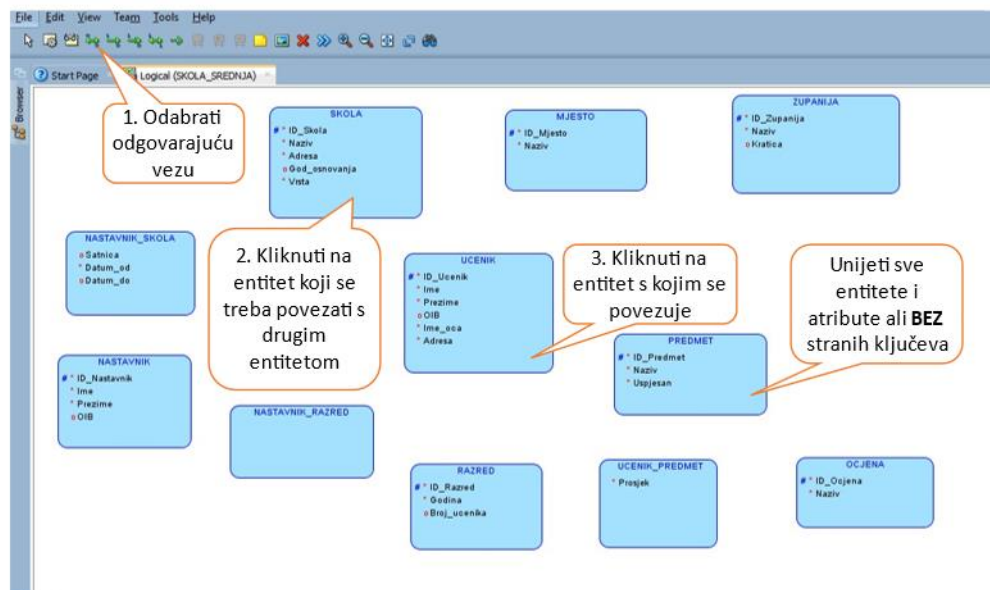 File Edit View Team Tools Help
Start Page
Logical (SKOLA_SREDNJA)
Browser
1. Odabrati
odgovarajuću
vezu
SKOLA
# * ID_Skola
* Naziv
* Adresa
o God_osnovanja
* Vrsta
MJESTO
# * ID_Mjesto
* Naziv
ZUPANIJA
# * ID_Zupanija
* Naziv
o Kratica
NASTAVNIK_SKOLA
o Satnica
* Datum_od
o Datum_do
2. Kliknuti na
entitet koji se
treba povezati s
drugim
entitetom
UCENIK
# * ID_Ucenik
* Ime
* Prezime
o OIB
* Ime_oca
* Adresa
3. Kliknuti na
entitet s kojim se
povezuje
Unijeti sve
entitete i
atribute ali BEZ
stranih ključeva
PREDMET
# * ID_Predmet
* Naziv
* Uspjesan
NASTAVNIK
# * ID_Nastavnik
* Ime
* Prezime
o OIB
NASTAVNIK_RAZRED
RAZRED
# * ID_Razred
* Godina
o Broj_ucenika
UCENIK_PREDMET
* Prosjek
OCJENA
# * ID_Ocjena
* Naziv